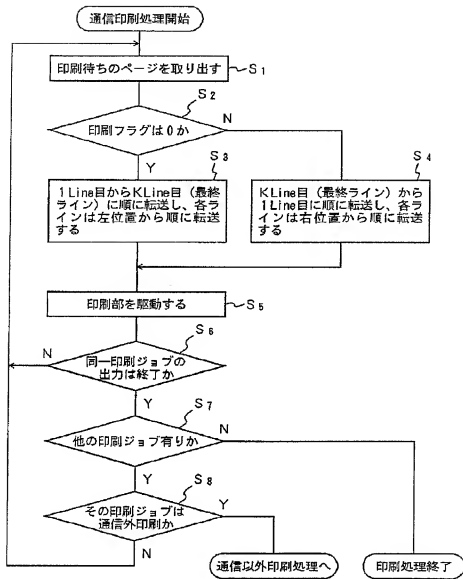 通信印刷処理開始
印刷待ちのページを取り出す
S1
S2
印刷フラグは0か
N
Y
S3
S4
1Line目からKLine目(最終
ライン)に順に転送し、各ラ
インは左位置から順に転送
する
KLine目(最終ライン)から
1Line目に順に転送し、各ラ
インは右位置から順に転送
する
印刷部を駆動する
S5
S6
N
同一印刷ジョブの
出力は終了か
Y
S7
他の印刷ジョブ有りか
N
Y
S8
その印刷ジョブは
通信外印刷か
Y
N
通信以外印刷処理へ
印刷処理終了